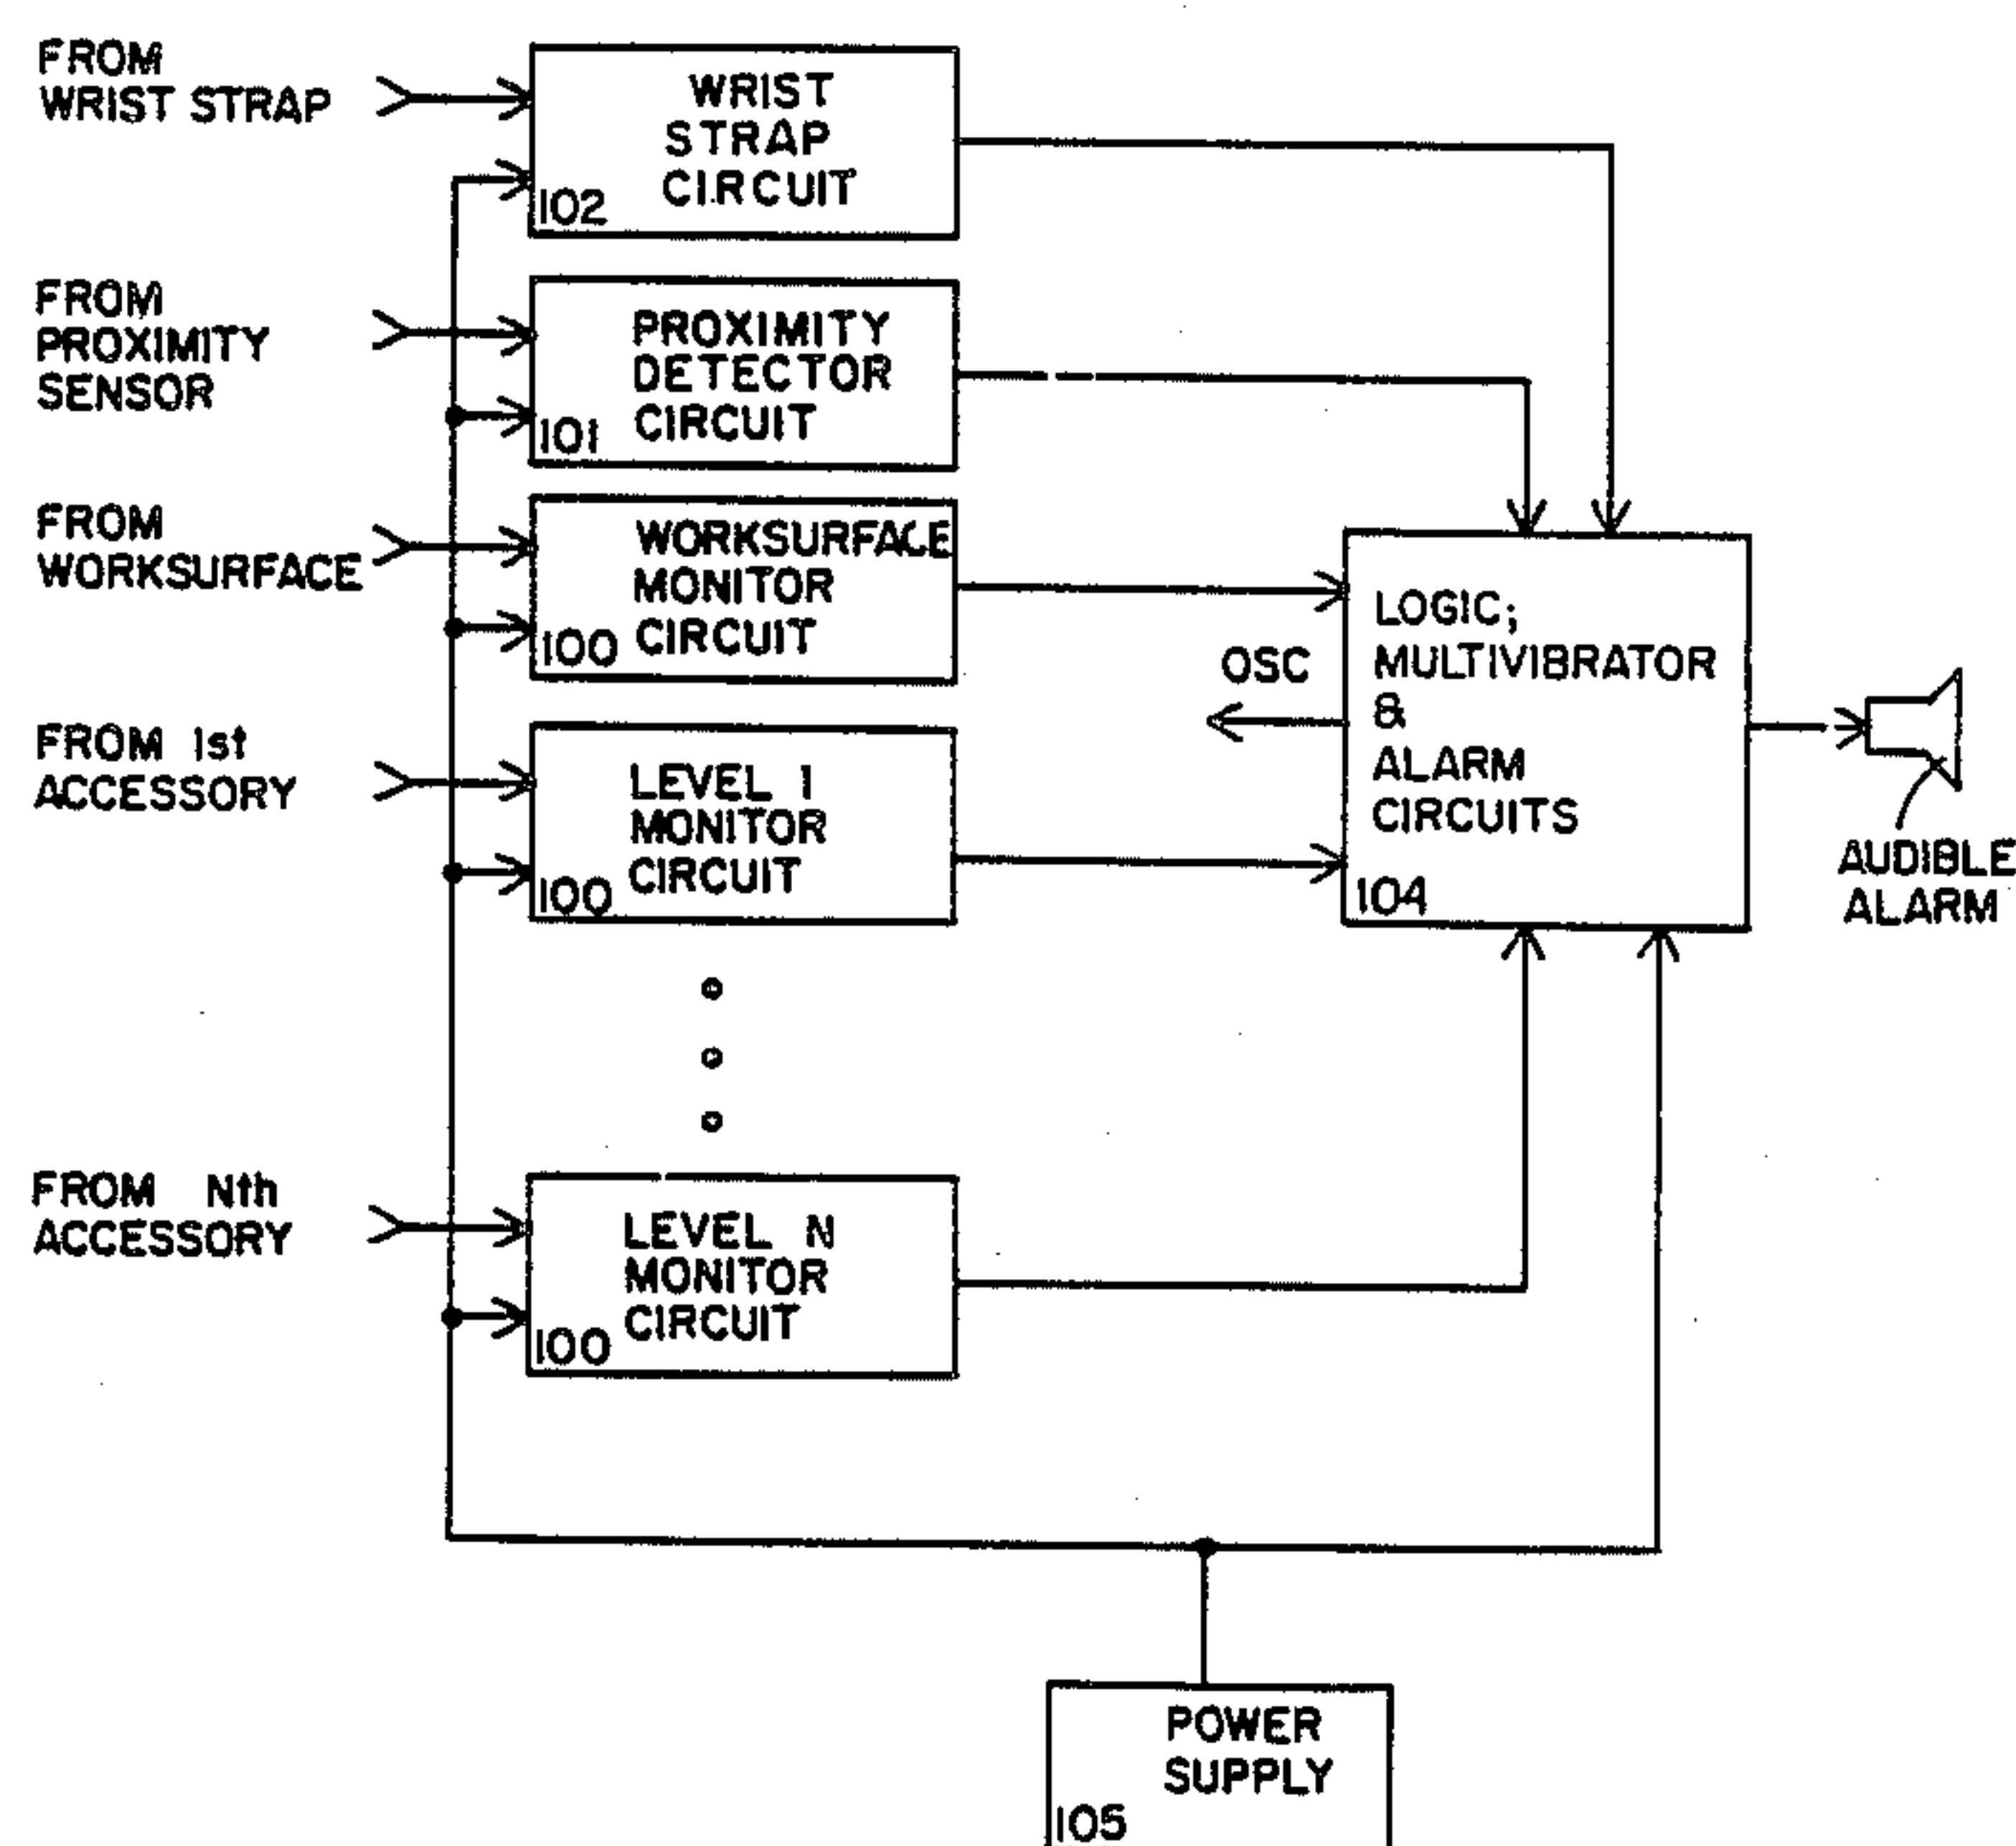 FROM
WRIST STRAP
WRIST
STRAP
CIRCUIT
102
FROM
PROXIMITY
SENSOR
PROXIMITY
DETECTOR
CIRCUIT
101
FROM
WORKSURFACE
WORKSURFACE
MONITOR
CIRCUIT
100
FROM 1st
ACCESSORY
LEVEL 1
MONITOR
CIRCUIT
100
FROM Nth
ACCESSORY
LEVEL N
MONITOR
CIRCUIT
100
OSC
LOGIC;
MULTIVIBRATOR
&
ALARM
CIRCUITS
104
AUDIBLE
ALARM
POWER
SUPPLY
105